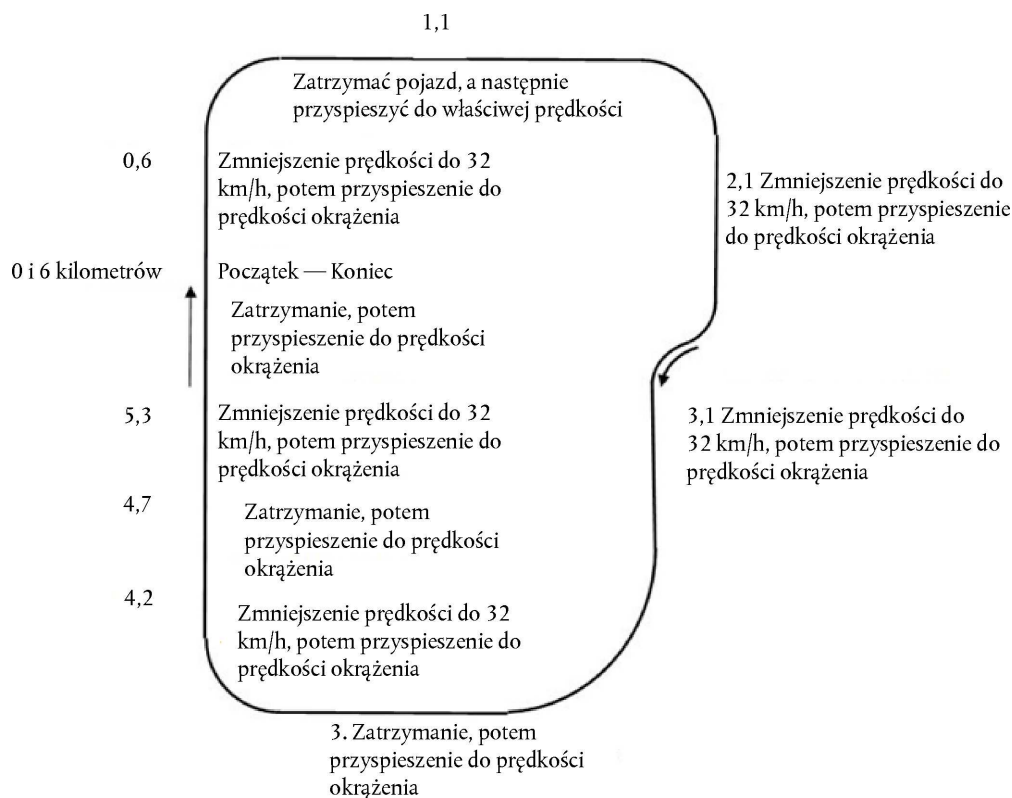 1,1
Zatrzymać pojazd, a następnie
przyspieszyć do właściwej prędkości
0,6
Zmniejszenie prędkości do 32
km/h, potem przyspieszenie do
prędkości okrążenia
2,1 Zmniejszenie prędkości do
32 km/h, potem przyspieszenie
do prędkości okrążenia
0 i 6 kilometrów
Początek — Koniec
Zatrzymanie, potem
przyspieszenie do prędkości
okrążenia
5,3
Zmniejszenie prędkości do 32
km/h, potem przyspieszenie do
prędkości okrążenia
3,1 Zmniejszenie prędkości do
32 km/h, potem przyspieszenie do
prędkości okrążenia
4,7
Zatrzymanie, potem
przyspieszenie do prędkości
okrążenia
4,2
Zmniejszenie prędkości do 32
km/h, potem przyspieszenie do
prędkości okrążenia
3. Zatrzymanie, potem
przyspieszenie do prędkości
okrążenia